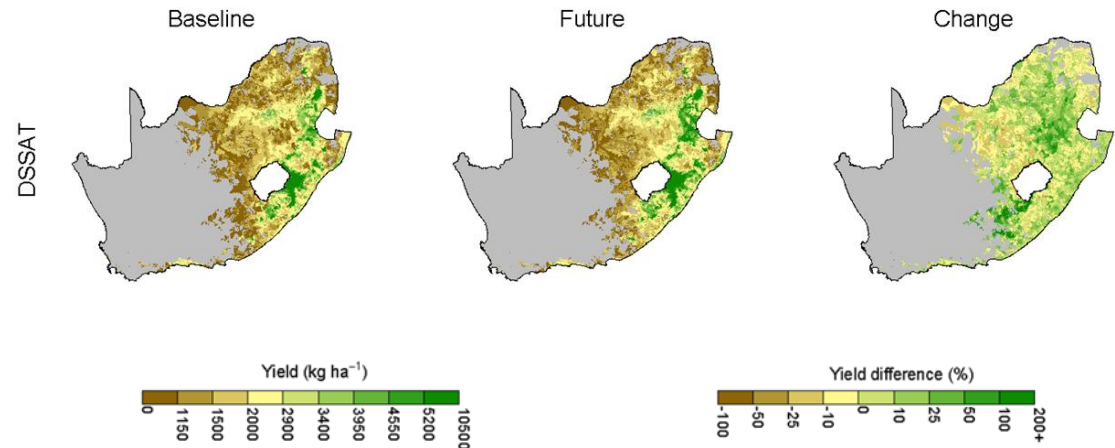 Baseline
Future
Change
DSSAT
Yield (kg ha⁻¹)
0 1150 1500 2000 2900 3400 3950 4550 5200 10500
Yield difference (%)
-100 -50 -25 -10 0 10 25 50 100 200+